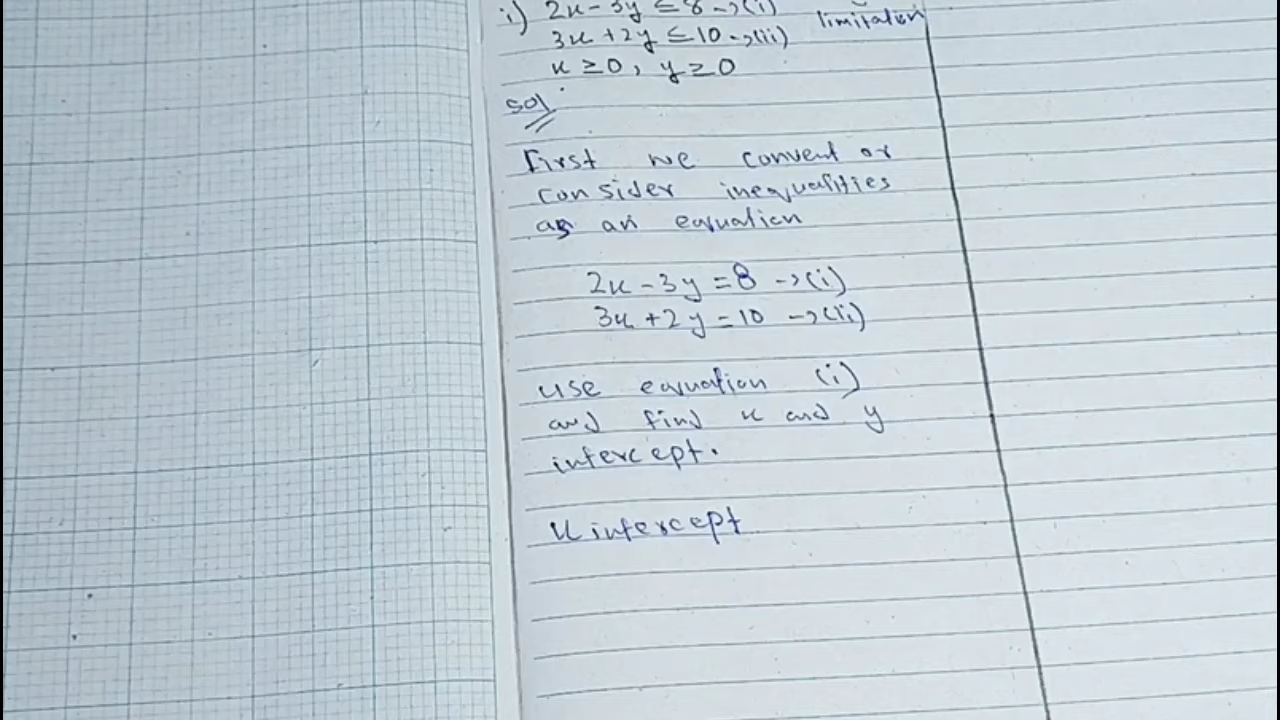 i) 2x - 3y ≤ 8 → (i)
3x + 2y ≤ 10 → (ii) limitation
x ≥ 0, y ≥ 0
Sol
First we convert or
consider inequalities
as an equation
2x - 3y = 8 → (i)
3x + 2y = 10 → (ii)
use equation (i)
and find x and y
intercept.
x intercept